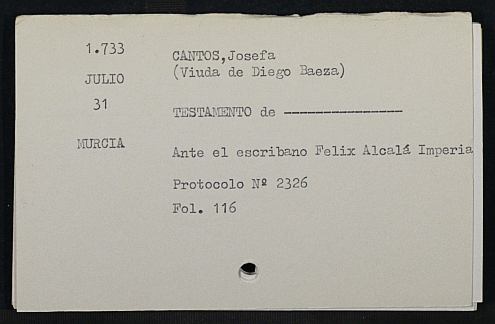 1.733
JULIO
31
MURCIA
CANTOS,Josefa
(Viuda de Diego Baeza)
TESTAMENTO de ---------------
Ante el escribano Felix Alcalá Imperia
Protocolo Nº 2326
Fol. 116